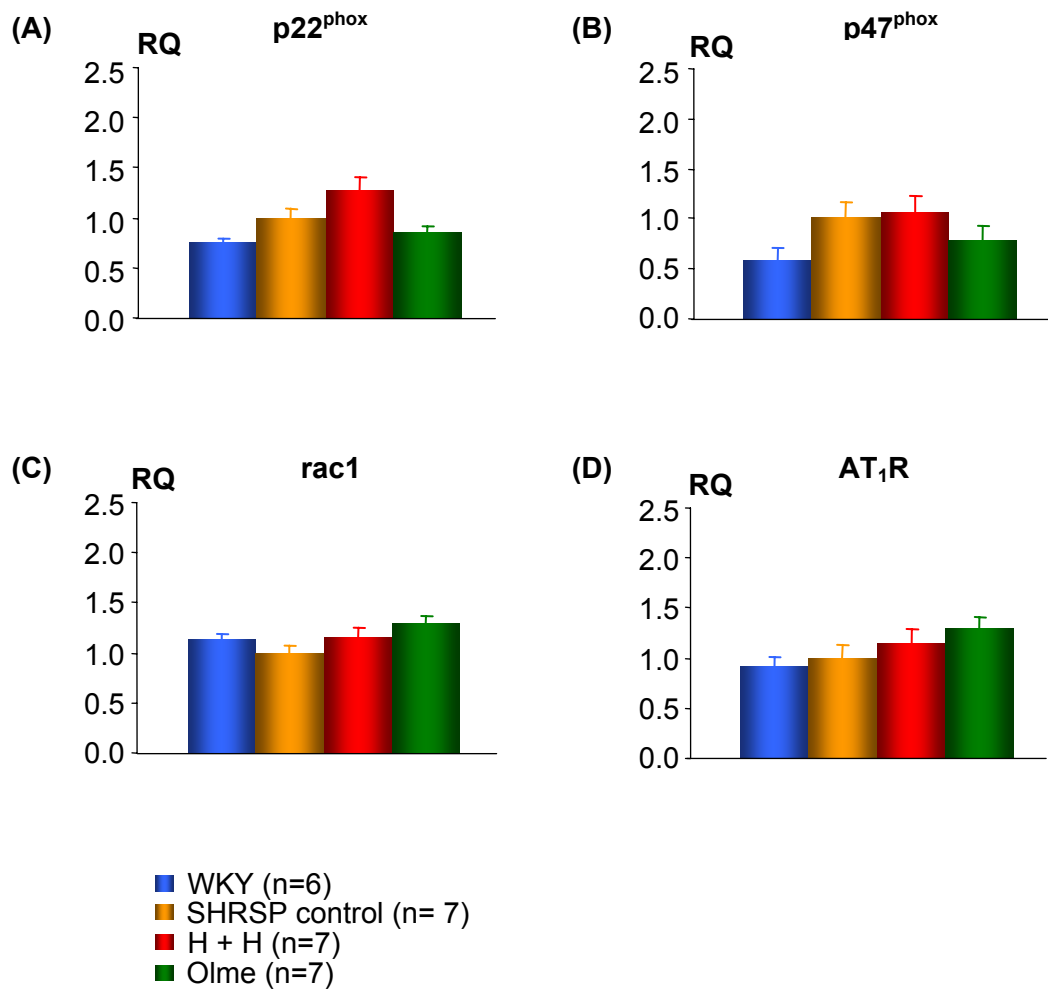 (A) p22phox
RQ
2.5
2.0
1.5
1.0
0.5
0.0
(B) p47phox
RQ
2.5
2.0
1.5
1.0
0.5
0.0
(C) rac1
RQ
2.5
2.0
1.5
1.0
0.5
0.0
(D) AT₁R
RQ
2.5
2.0
1.5
1.0
0.5
0.0
WKY (n=6)
SHRSP control (n= 7)
H + H (n=7)
Olme (n=7)